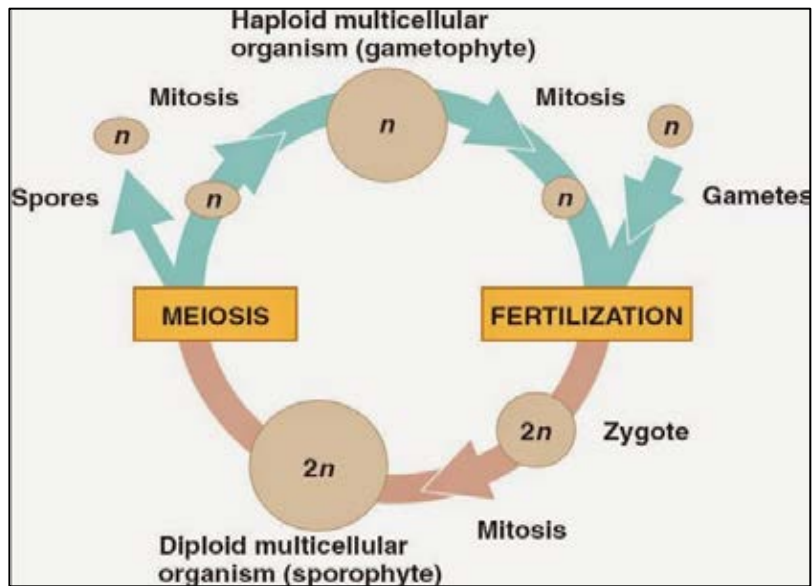 Haploid multicellular
organism (gametophyte)
Mitosis
Mitosis
n
n
n
Spores
n
n
Gametes
MEIOSIS
FERTILIZATION
2n
2n
Zygote
Mitosis
Diploid multicellular
organism (sporophyte)